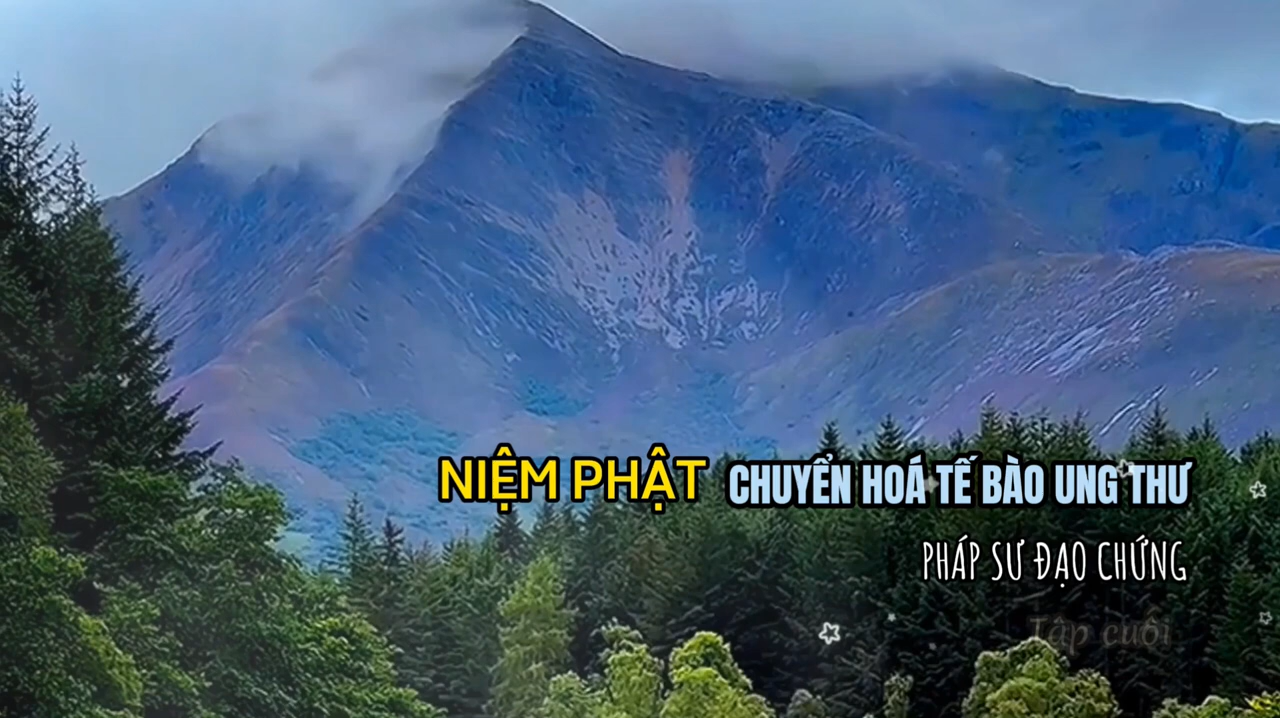 NIỆM PHẬT CHUYỂN HOÁ TẾ BÀO UNG THƯ
PHÁP SƯ ĐẠO CHỨNG
Tập cuối